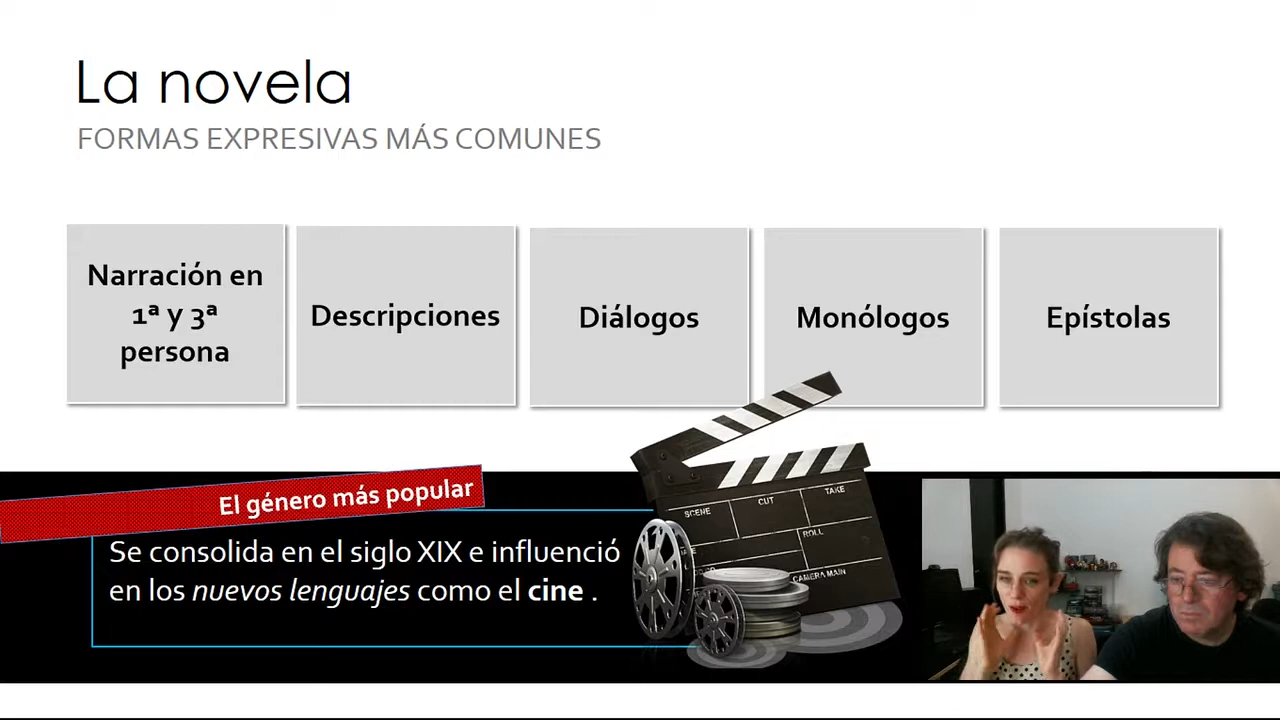 La novela
FORMAS EXPRESIVAS MÁS COMUNES
Narración en
1ª y 3ª
persona
Descripciones
Diálogos
Monólogos
Epístolas
El género más popular
Se consolida en el siglo XIX e influenció
en los nuevos lenguajes como el cine .
SCENE
CUT
TAKE
ROLL
CAMERA MAIN